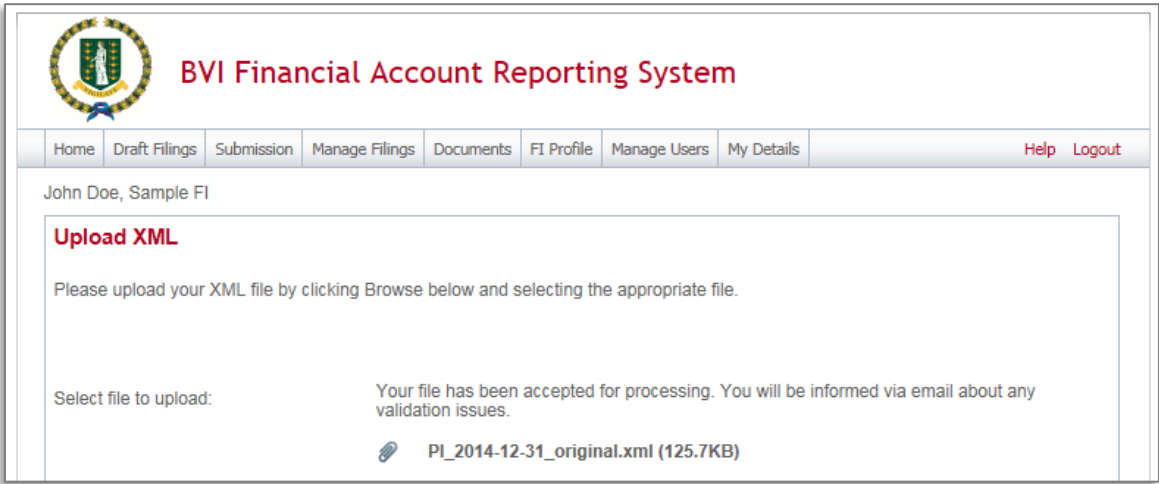 BVI Financial Account Reporting System
Home Draft Filings Submission Manage Filings Documents FI Profile Manage Users My Details Help Logout
John Doe, Sample FI
Upload XML
Please upload your XML file by clicking Browse below and selecting the appropriate file.
Select file to upload:
Your file has been accepted for processing. You will be informed via email about any
validation issues.
PI_2014-12-31_original.xml (125.7KB)